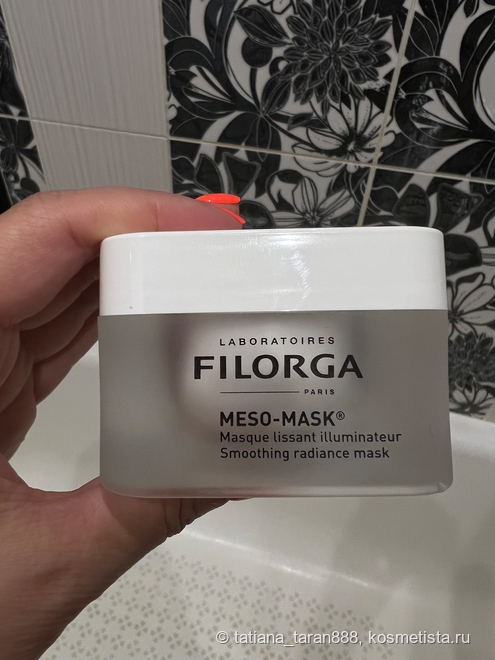 LABORATOIRES
FILORGA
PARIS
MESO-MASK®
Masque lissant illuminateur
Smoothing radiance mask
© tatiana_taran888, kosmetista.ru